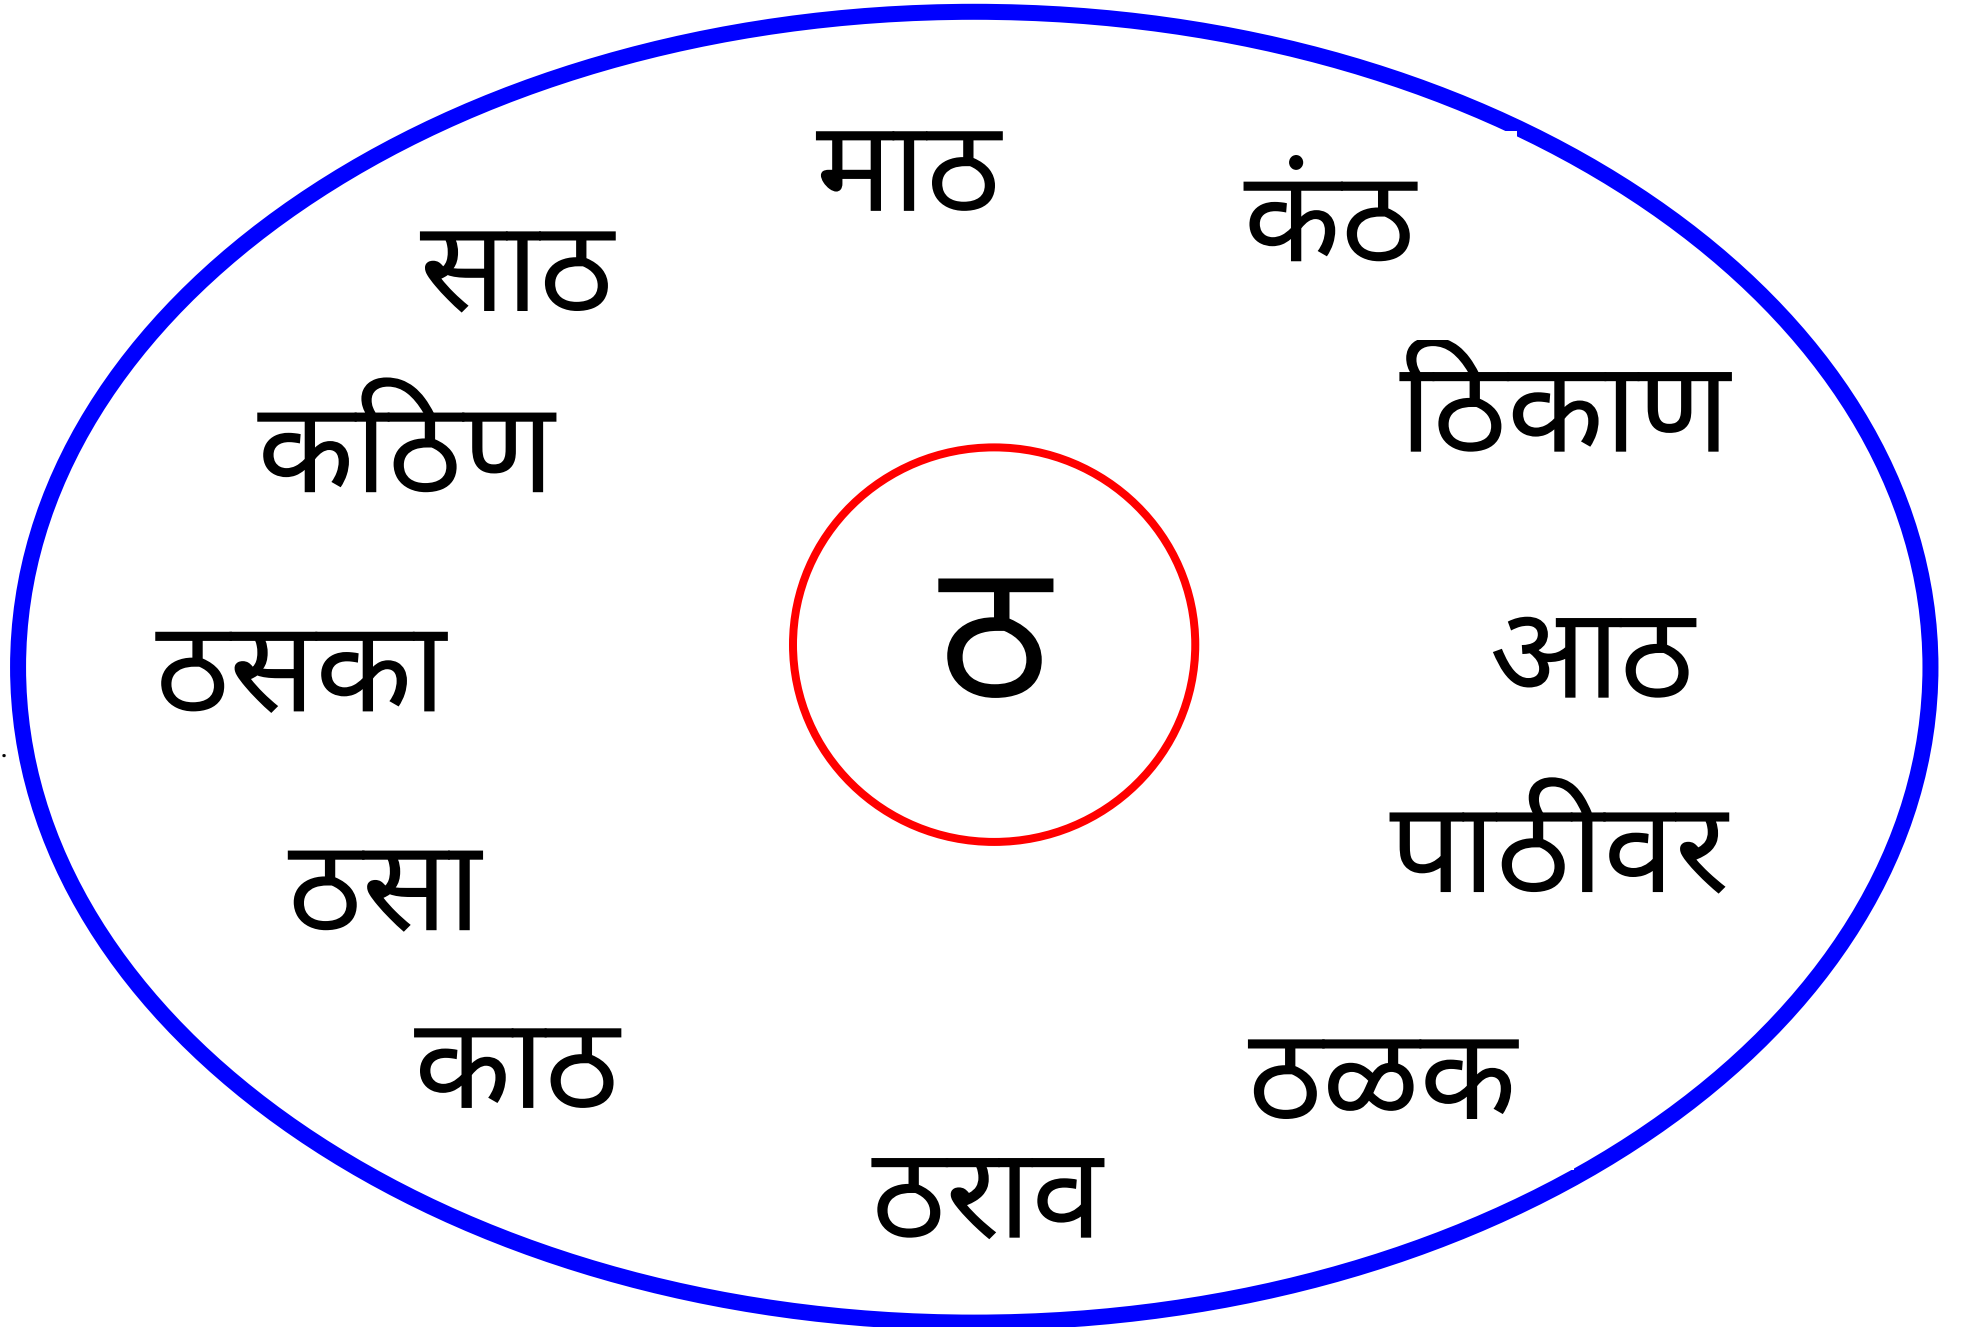 माठ
कंठ
साठ
ठिकाण
कठिण
ठ
आठ
ठसका
पाठीवर
ठसा
काठ
ठळक
ठराव